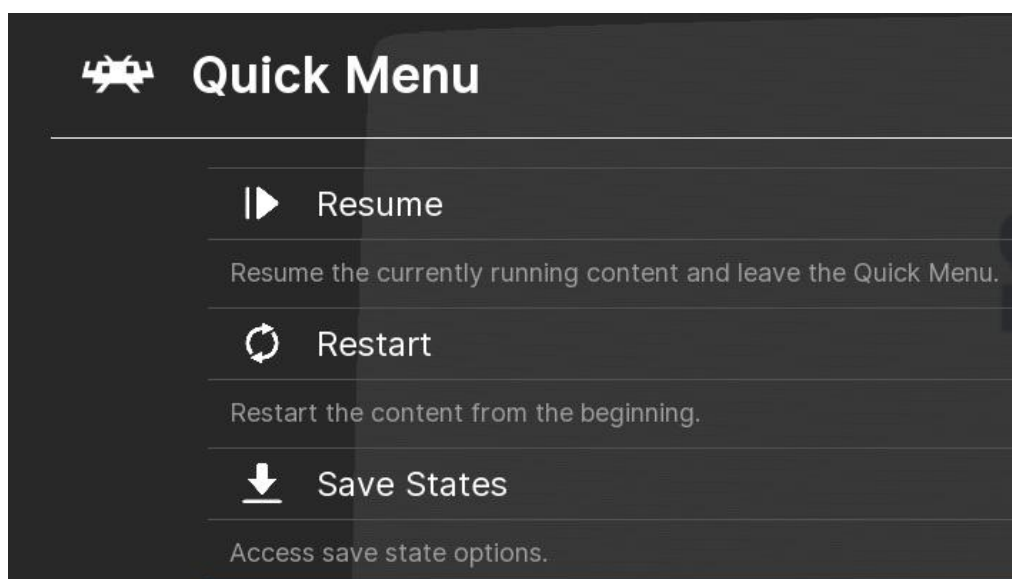 Quick Menu
Resume
Resume the currently running content and leave the Quick Menu.
Restart
Restart the content from the beginning.
Save States
Access save state options.